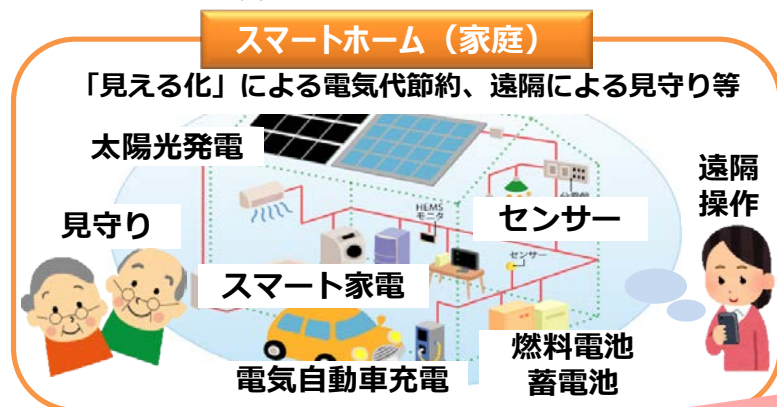 スマートホーム（家庭）
「見える化」による電気代節約、遠隔による見守り等
太陽光発電
遠隔
操作
HEMS
モニタ
センサー
見守り
センサー
スマート家電
燃料電池
蓄電池
電気自動車充電